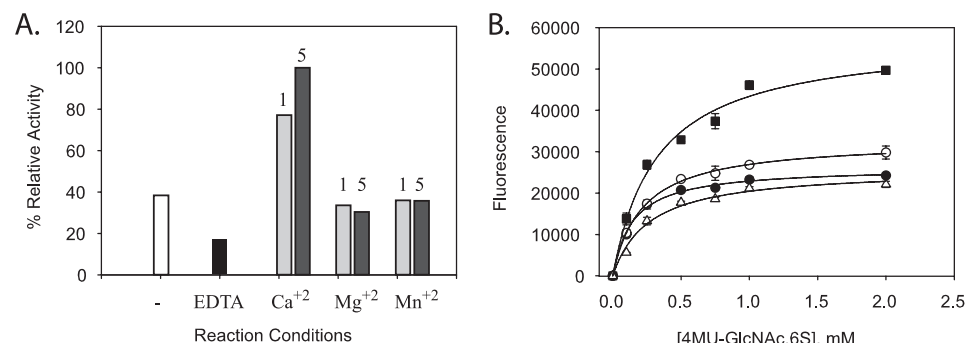 A.
120
100
80
60
40
20
0
% Relative Activity
1
5
1 5
1 5
-
EDTA
Ca+2
Mg+2
Mn+2
Reaction Conditions
B.
60000
50000
40000
30000
20000
10000
0
Fluorescence
0.0 0.5 1.0 1.5 2.0 2.5
[4MU-GlcNAc,6S], mM